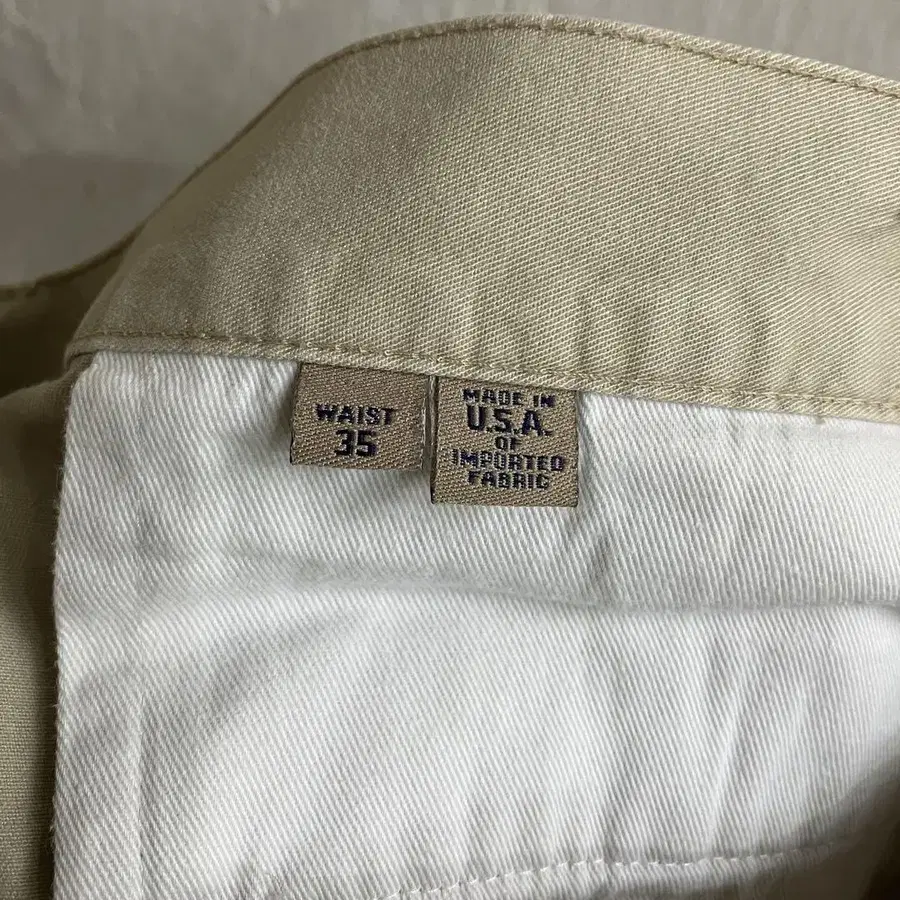 WAIST
35
MADE IN
U.S.A.
OF
IMPORTED
FABRIC